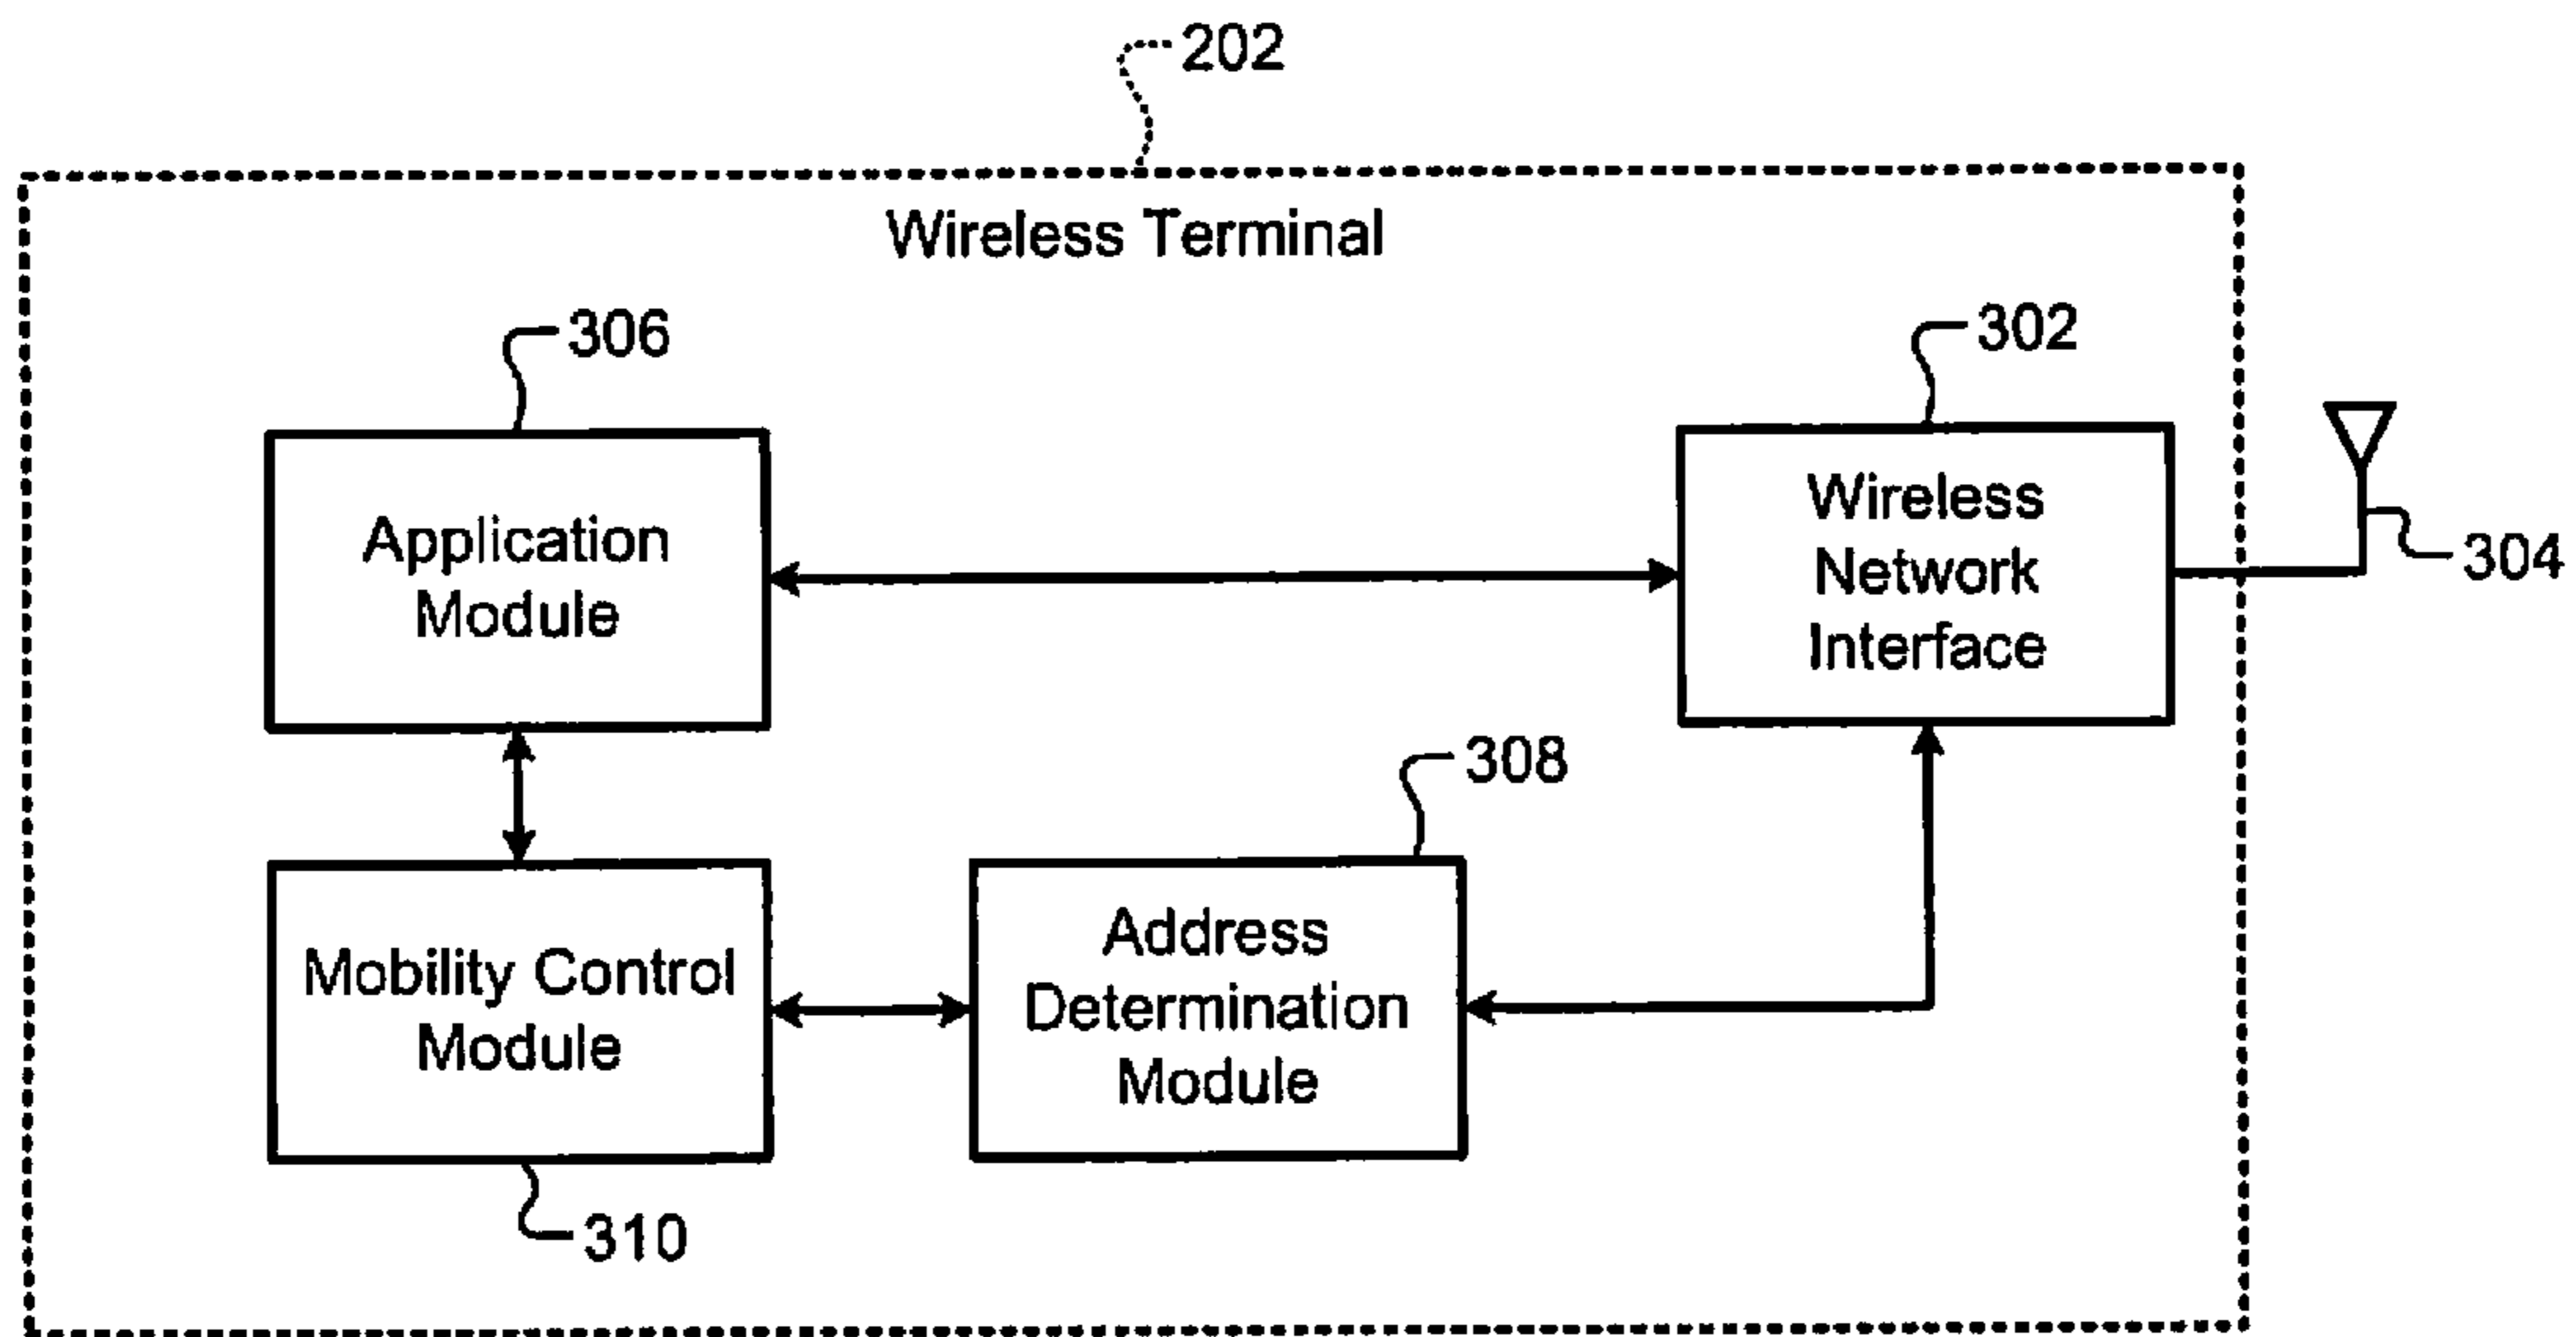 202
Wireless Terminal
306
302
Application
Module
Wireless
Network
Interface
304
308
Mobility Control
Module
Address
Determination
Module
310